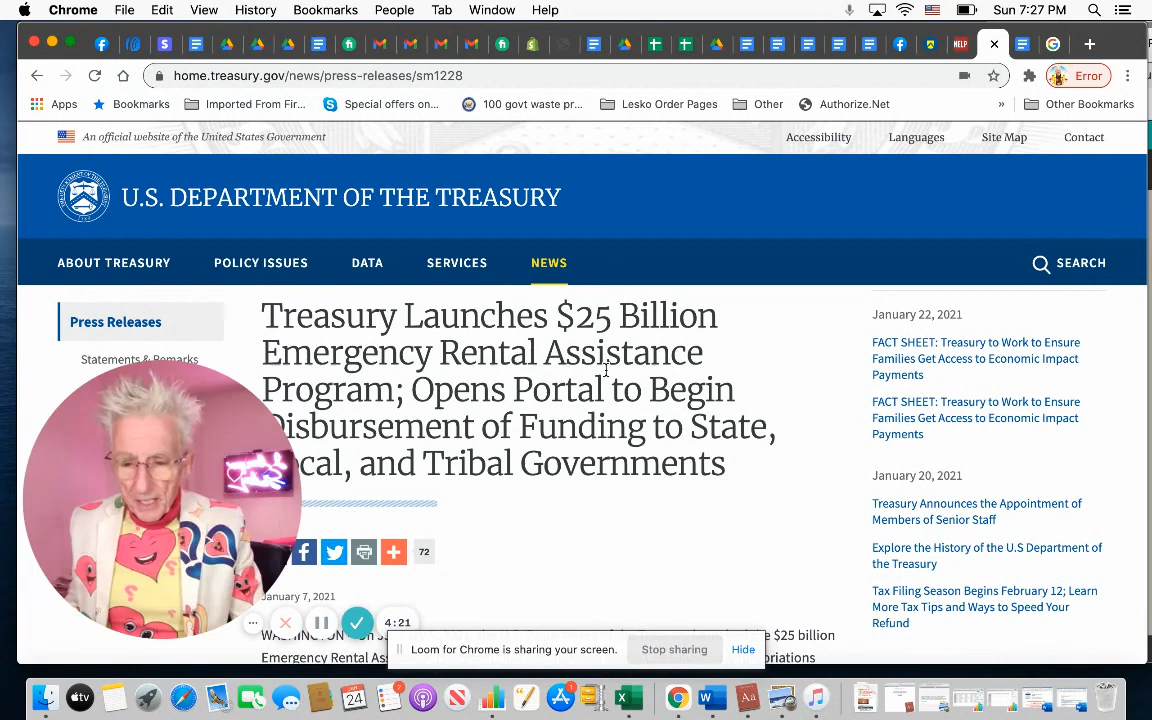 Chrome File Edit View History Bookmarks People Tab Window Help Sun 7:27 PM
home.treasury.gov/news/press-releases/sm1228 Error
Apps Bookmarks Imported From Fir... Special offers on... 100 govt waste pr... Lesko Order Pages Other Authorize.Net » Other Bookmarks
An official website of the United States Government Accessibility Languages Site Map Contact
U.S. DEPARTMENT OF THE TREASURY
ABOUT TREASURY POLICY ISSUES DATA SERVICES NEWS SEARCH
Press Releases
Statements & Remarks
Treasury Launches $25 Billion
Emergency Rental Assistance
Program; Opens Portal to Begin
Disbursement of Funding to State,
ocal, and Tribal Governments
72
January 7, 2021
4:21
the $25 billion
Emergency Rental
January 22, 2021
FACT SHEET: Treasury to Work to Ensure
Families Get Access to Economic Impact
Payments
FACT SHEET: Treasury to Work to Ensure
Families Get Access to Economic Impact
Payments
January 20, 2021
Treasury Announces the Appointment of
Members of Senior Staff
Explore the History of the U.S Department of
the Treasury
Tax Filing Season Begins February 12; Learn
More Tax Tips and Ways to Speed Your
Refund
Loom for Chrome is sharing your screen. Stop sharing Hide
tv JAN 24 2 1